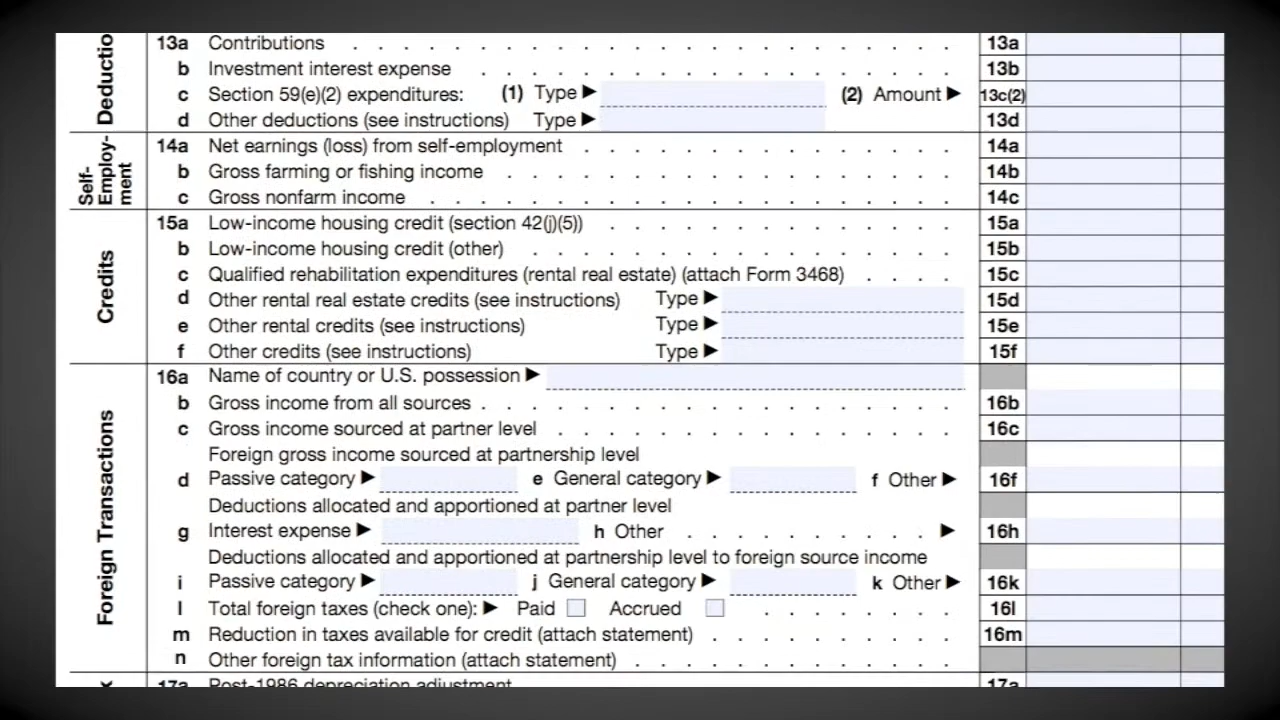 Deductio
13a Contributions . . . . . . . . . . . . . . . . . . . . . . . . 13a
b Investment interest expense . . . . . . . . . . . . . . . . . . . 13b
c Section 59(e)(2) expenditures: (1) Type ▶ (2) Amount ▶ 13c(2)
d Other deductions (see instructions) Type ▶ 13d
Self-
Employ-
ment
14a Net earnings (loss) from self-employment . . . . . . . . . . . . . . . 14a
b Gross farming or fishing income . . . . . . . . . . . . . . . . . . 14b
c Gross nonfarm income . . . . . . . . . . . . . . . . . . . . . 14c
Credits
15a Low-income housing credit (section 42(j)(5)) . . . . . . . . . . . . . . 15a
b Low-income housing credit (other) . . . . . . . . . . . . . . . . . 15b
c Qualified rehabilitation expenditures (rental real estate) (attach Form 3468) . . . . 15c
d Other rental real estate credits (see instructions) Type ▶ 15d
e Other rental credits (see instructions) Type ▶ 15e
f Other credits (see instructions) Type ▶ 15f
Foreign Transactions
16a Name of country or U.S. possession ▶
b Gross income from all sources . . . . . . . . . . . . . . . . . . . 16b
c Gross income sourced at partner level . . . . . . . . . . . . . . . . 16c
Foreign gross income sourced at partnership level
d Passive category ▶ e General category ▶ f Other ▶ 16f
Deductions allocated and apportioned at partner level
g Interest expense ▶ h Other . . . . . . . . . . ▶ 16h
Deductions allocated and apportioned at partnership level to foreign source income
i Passive category ▶ j General category ▶ k Other ▶ 16k
l Total foreign taxes (check one): ▶ Paid Accrued . . . . . . . . 16l
m Reduction in taxes available for credit (attach statement) . . . . . . . . . . 16m
n Other foreign tax information (attach statement) . . . . . . . . . . . . .
17a Post-1986 depreciation adjustment 17a